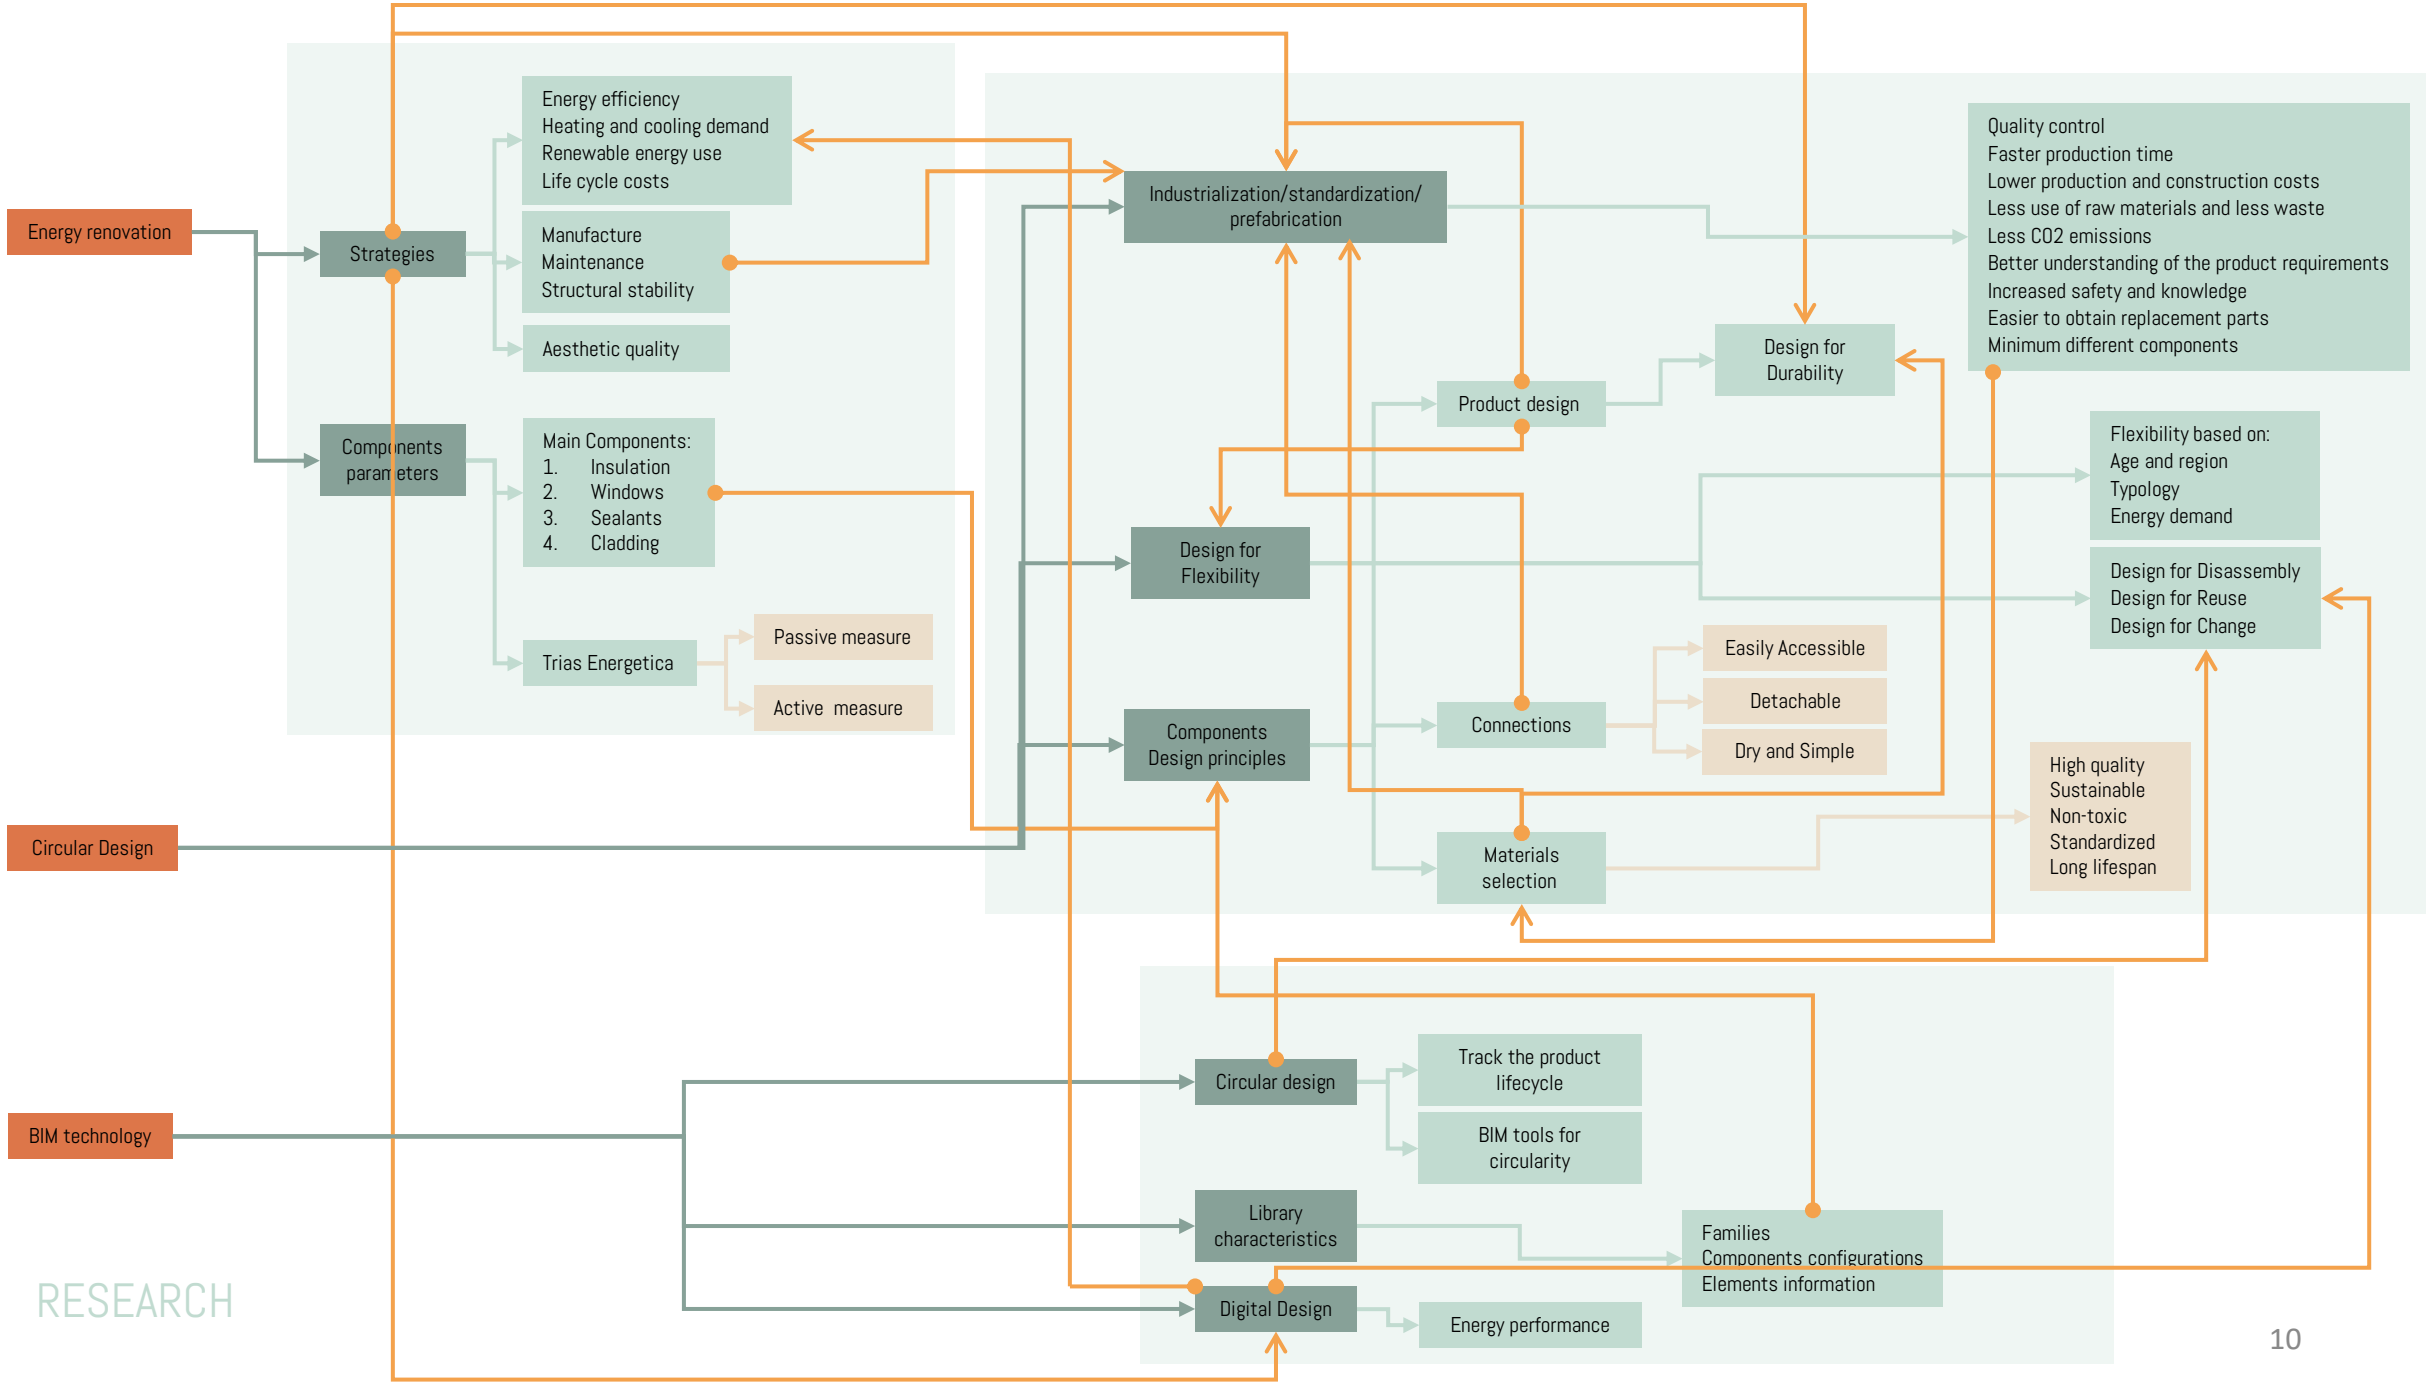 Energy renovation
Strategies
Energy efficiency
Heating and cooling demand
Renewable energy use
Life cycle costs
Manufacture
Maintenance
Structural stability
Aesthetic quality
Components
parameters
Main Components:
1. Insulation
2. Windows
3. Sealants
4. Cladding
Trias Energetica
Passive measure
Active measure
Circular Design
Industrialization/standardization/
prefabrication
Quality control
Faster production time
Lower production and construction costs
Less use of raw materials and less waste
Less CO2 emissions
Better understanding of the product requirements
Increased safety and knowledge
Easier to obtain replacement parts
Minimum different components
Design for
Flexibility
Flexibility based on:
Age and region
Typology
Energy demand
Design for Disassembly
Design for Reuse
Design for Change
Components
Design principles
Product design
Design for
Durability
Connections
Easily Accessible
Detachable
Dry and Simple
Materials
selection
High quality
Sustainable
Non-toxic
Standardized
Long lifespan
BIM technology
Circular design
Track the product
lifecycle
BIM tools for
circularity
Library
characteristics
Families
Components configurations
Elements information
Digital Design
Energy performance
RESEARCH
10